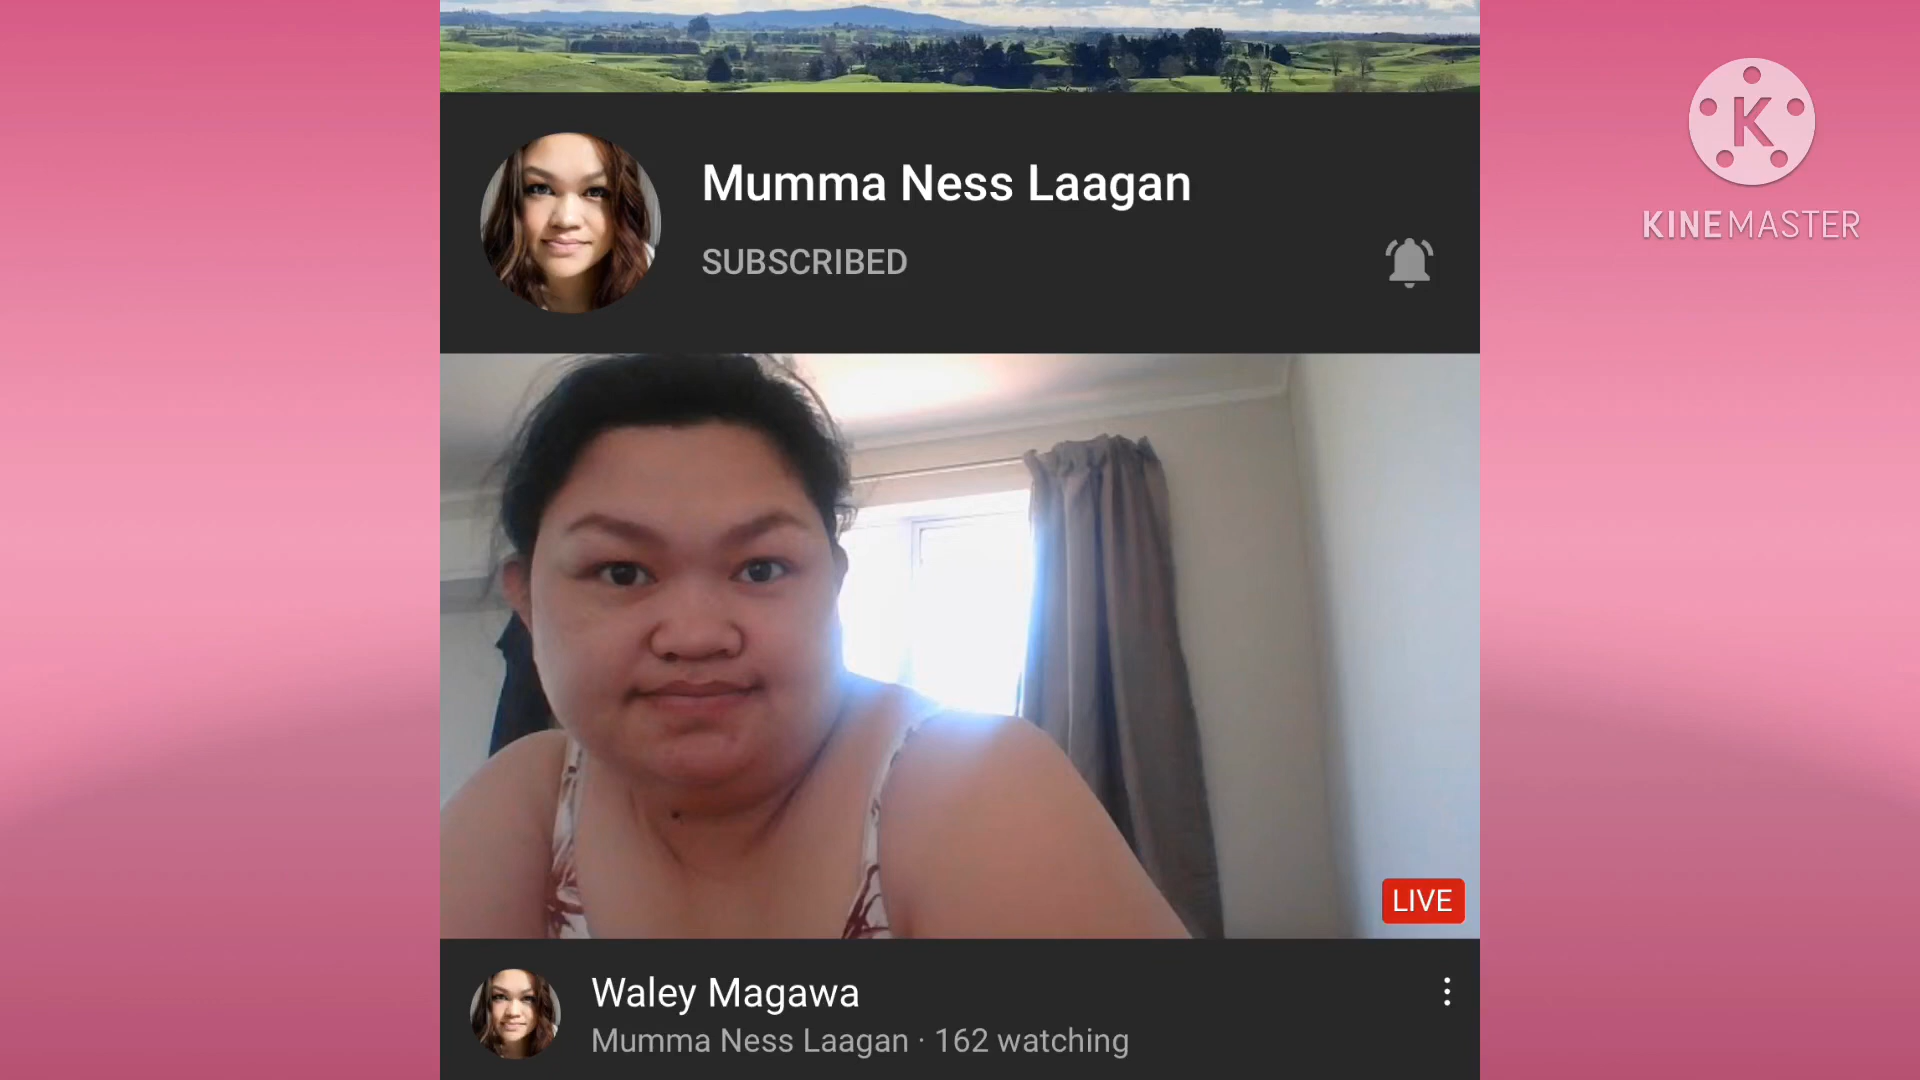 K
KINEMASTER
Mumma Ness Laagan
SUBSCRIBED
LIVE
Waley Magawa
Mumma Ness Laagan · 162 watching